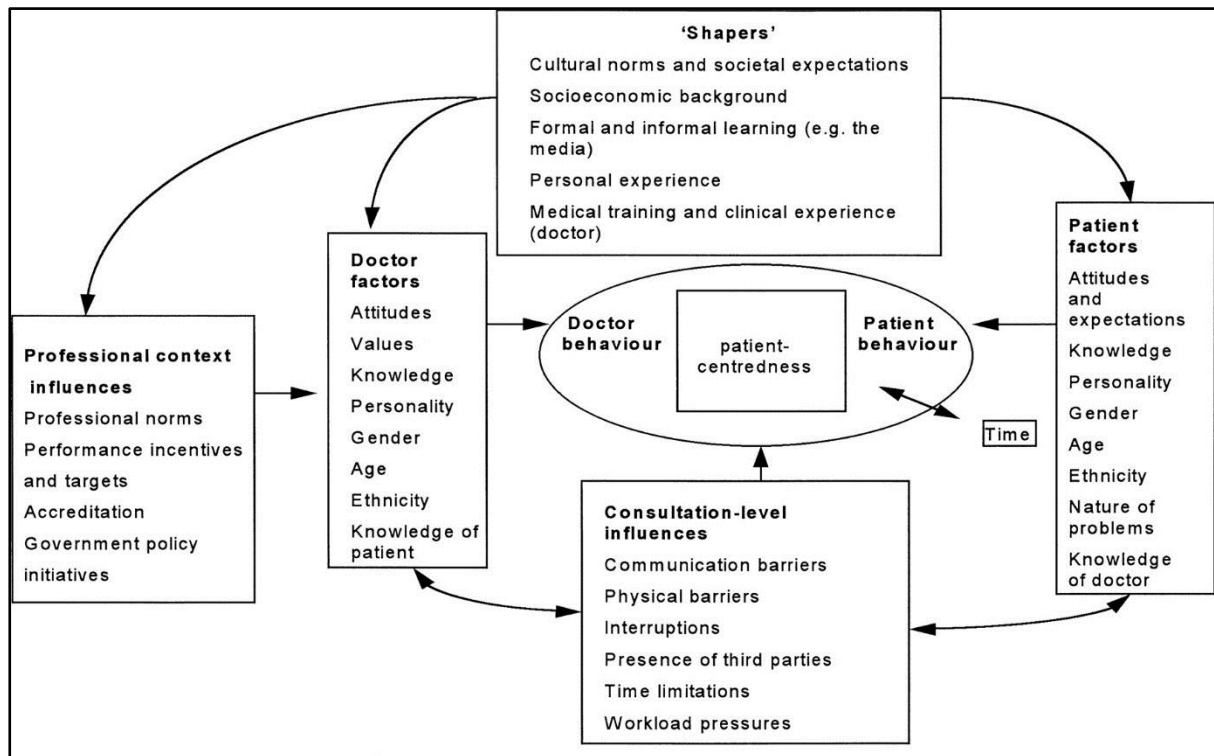 ‘Shapers’
Cultural norms and societal expectations
Socioeconomic background
Formal and informal learning (e.g. the
media)
Personal experience
Medical training and clinical experience
(doctor)
Professional context
influences
Professional norms
Performance incentives
and targets
Accreditation
Government policy
initiatives
Doctor
factors
Attitudes
Values
Knowledge
Personality
Gender
Age
Ethnicity
Knowledge of
patient
Doctor
behaviour
patient-
centredness
Patient
behaviour
Time
Consultation-level
influences
Communication barriers
Physical barriers
Interruptions
Presence of third parties
Time limitations
Workload pressures
Patient
factors
Attitudes
and
expectations
Knowledge
Personality
Gender
Age
Ethnicity
Nature of
problems
Knowledge
of doctor